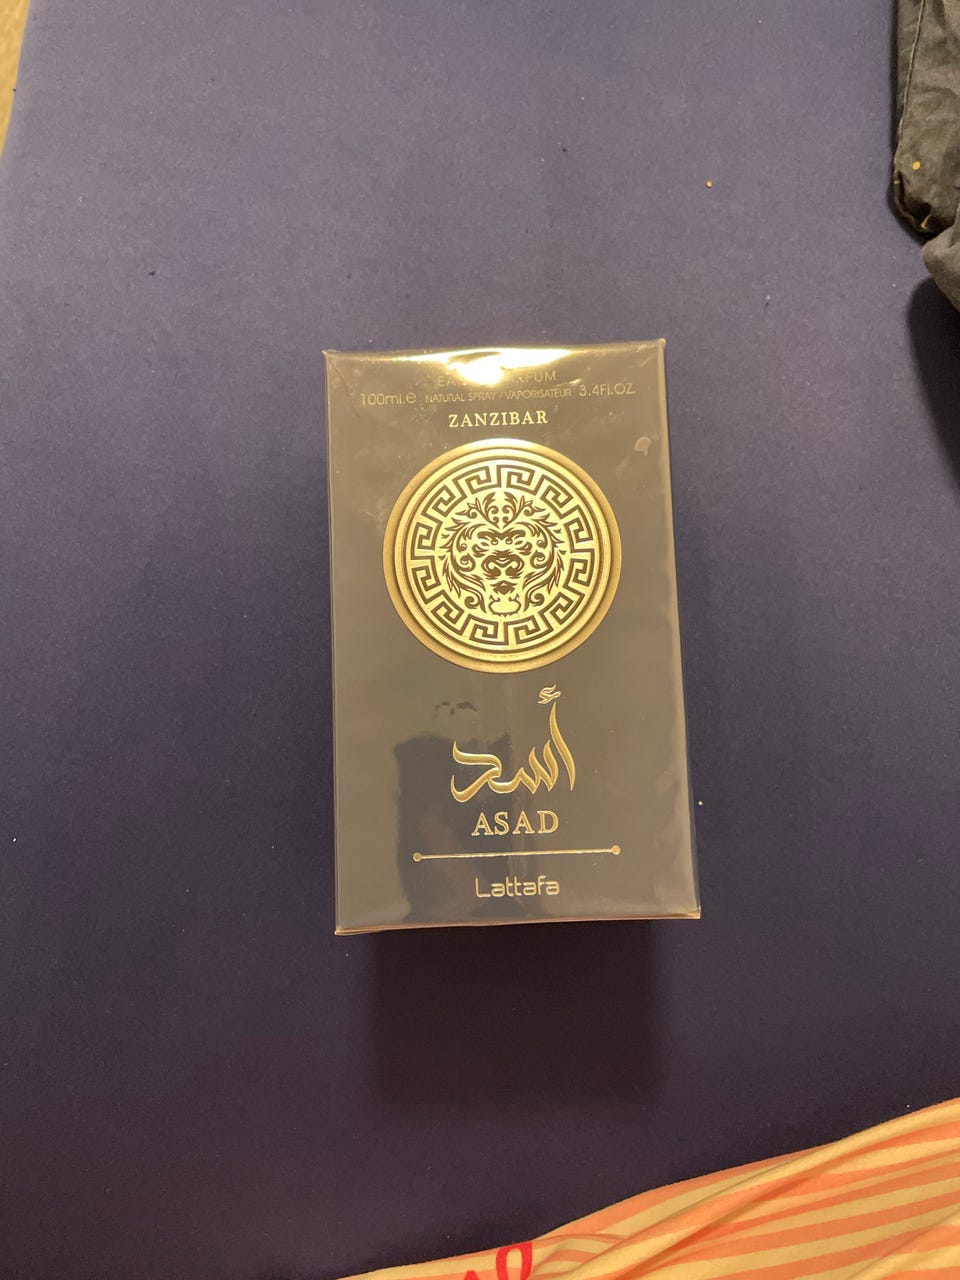 100ml.e NATURAL SPRAY • VAPORISATEUR 3.4Fl.OZ.
ZANZIBAR
أسد
ASAD
Lattafa